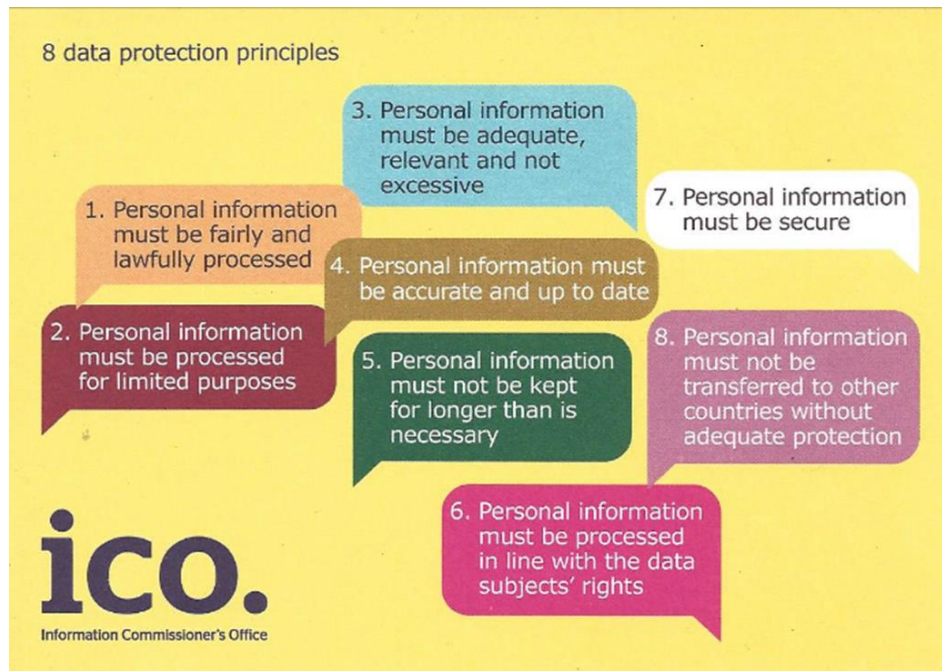 8 data protection principles
3. Personal information
must be adequate,
relevant and not
excessive
1. Personal information
must be fairly and
lawfully processed
7. Personal information
must be secure
4. Personal information must
be accurate and up to date
2. Personal information
must be processed
for limited purposes
5. Personal information
must not be kept
for longer than is
necessary
8. Personal information
must not be
transferred to other
countries without
adequate protection
6. Personal information
must be processed
in line with the data
subjects' rights
ico.
Information Commissioner's Office